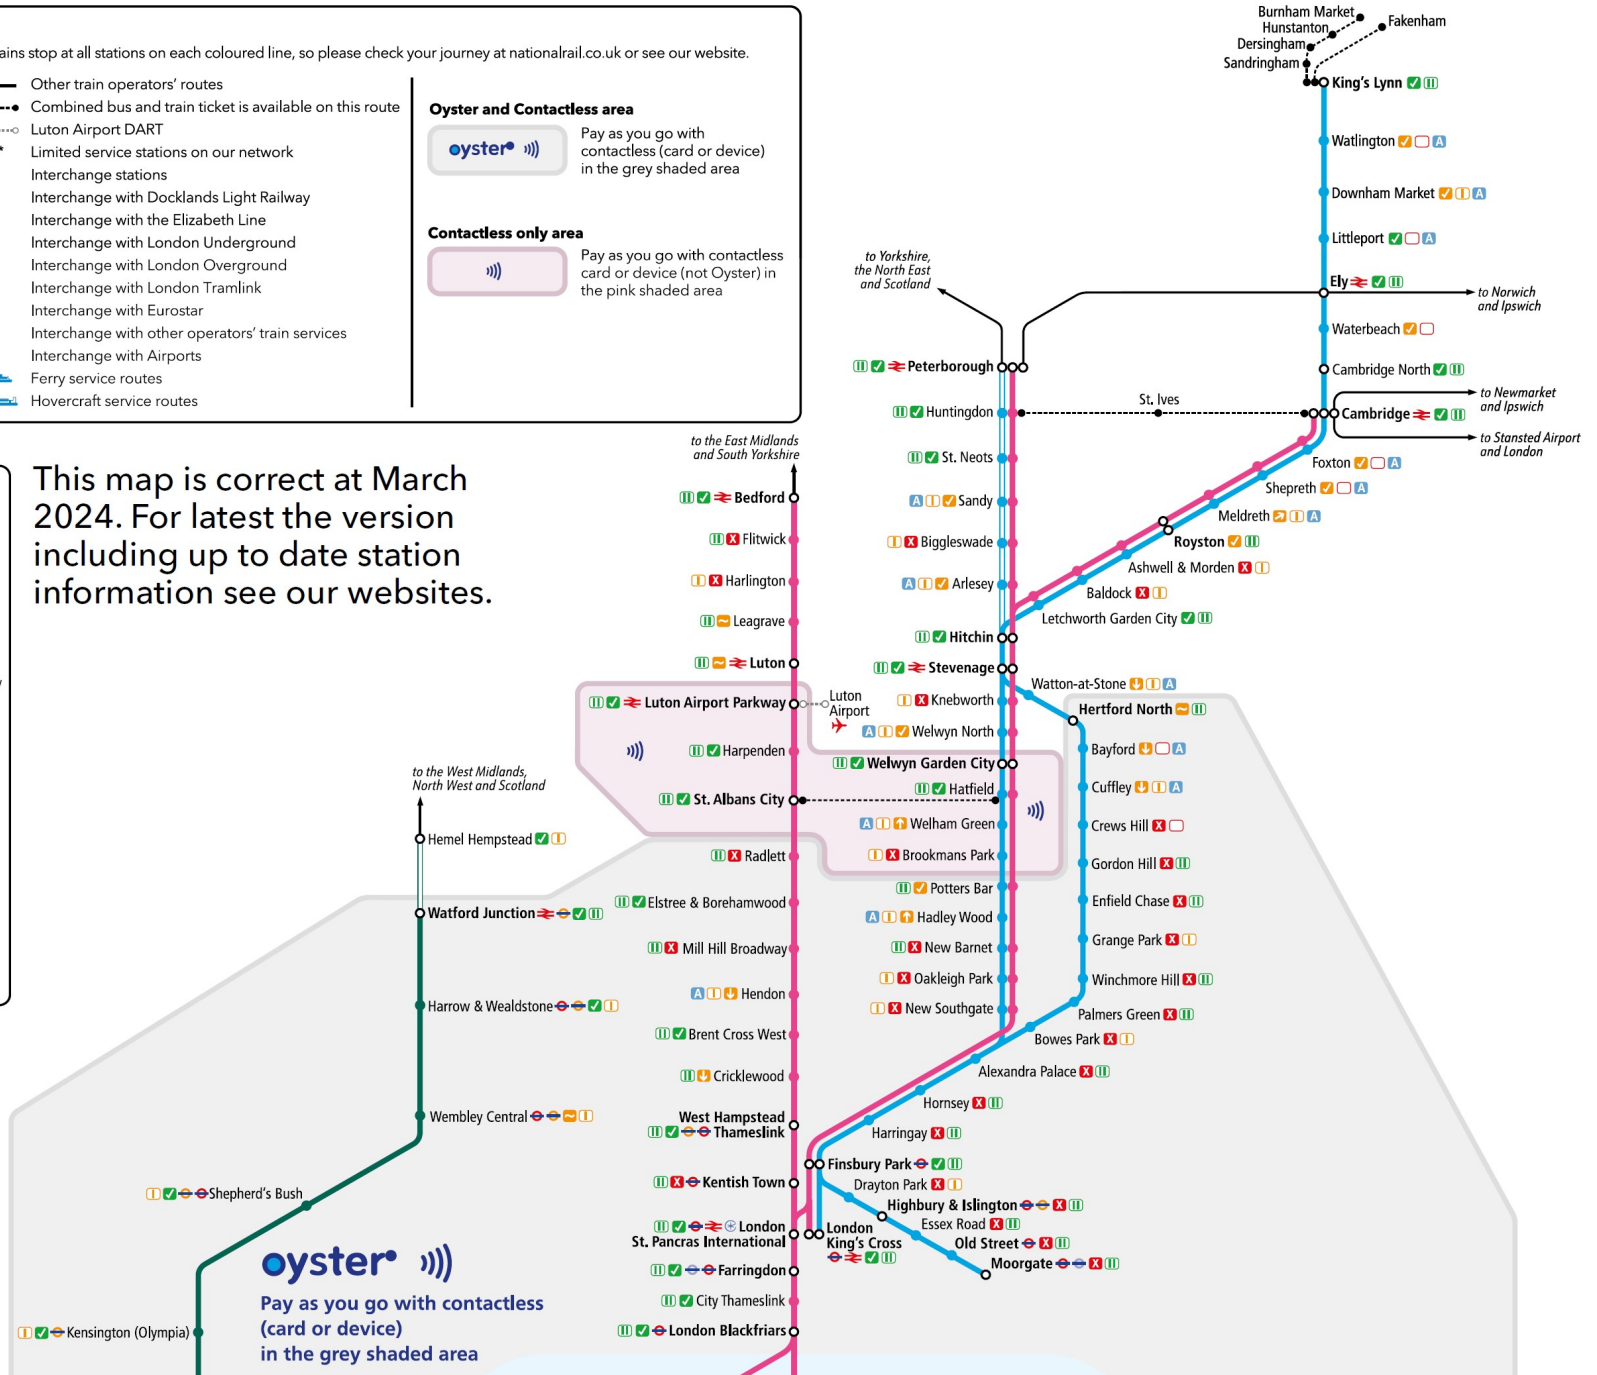 ains stop at all stations on each coloured line, so please check your journey at nationalrail.co.uk or see our website.
Other train operators' routes
Combined bus and train ticket is available on this route
Luton Airport DART
* Limited service stations on our network
Interchange stations
Interchange with Docklands Light Railway
Interchange with the Elizabeth Line
Interchange with London Underground
Interchange with London Overground
Interchange with London Tramlink
Interchange with Eurostar
Interchange with other operators' train services
Interchange with Airports
Ferry service routes
Hovercraft service routes
Oyster and Contactless area
oyster
Pay as you go with
contactless (card or device)
in the grey shaded area
Contactless only area
Pay as you go with contactless
card or device (not Oyster) in
the pink shaded area
This map is correct at March
2024. For latest the version
including up to date station
information see our websites.
to the West Midlands,
North West and Scotland
Hemel Hempstead
Watford Junction
Harrow & Wealdstone
Wembley Central
Shepherd's Bush
Kensington (Olympia)
oyster
Pay as you go with contactless
(card or device)
in the grey shaded area
to the East Midlands
and South Yorkshire
Bedford
Flitwick
Harlington
Leagrave
Luton
Luton Airport Parkway
Luton
Airport
Harpenden
St. Albans City
Radlett
Elstree & Borehamwood
Mill Hill Broadway
Hendon
Brent Cross West
Cricklewood
West Hampstead
Thameslink
Kentish Town
London
St. Pancras International
Farringdon
City Thameslink
London Blackfriars
to Yorkshire,
the North East
and Scotland
Peterborough
Huntingdon
St. Ives
St. Neots
Sandy
Biggleswade
Arlesey
Hitchin
Stevenage
Knebworth
Welwyn North
Welwyn Garden City
Hatfield
Welham Green
Brookmans Park
Potters Bar
Hadley Wood
New Barnet
Oakleigh Park
New Southgate
Burnham Market
Hunstanton
Dersingham
Sandringham
Fakenham
King's Lynn
Watlington
Downham Market
Littleport
Ely
to Norwich
and Ipswich
Waterbeach
Cambridge North
Cambridge
to Newmarket
and Ipswich
to Stansted Airport
and London
Foxton
Shepreth
Meldreth
Royston
Ashwell & Morden
Baldock
Letchworth Garden City
Watton-at-Stone
Hertford North
Bayford
Cuffley
Crews Hill
Gordon Hill
Enfield Chase
Grange Park
Winchmore Hill
Palmers Green
Bowes Park
Alexandra Palace
Hornsey
Harringay
Finsbury Park
Drayton Park
Highbury & Islington
Essex Road
Old Street
Moorgate
London
King's Cross